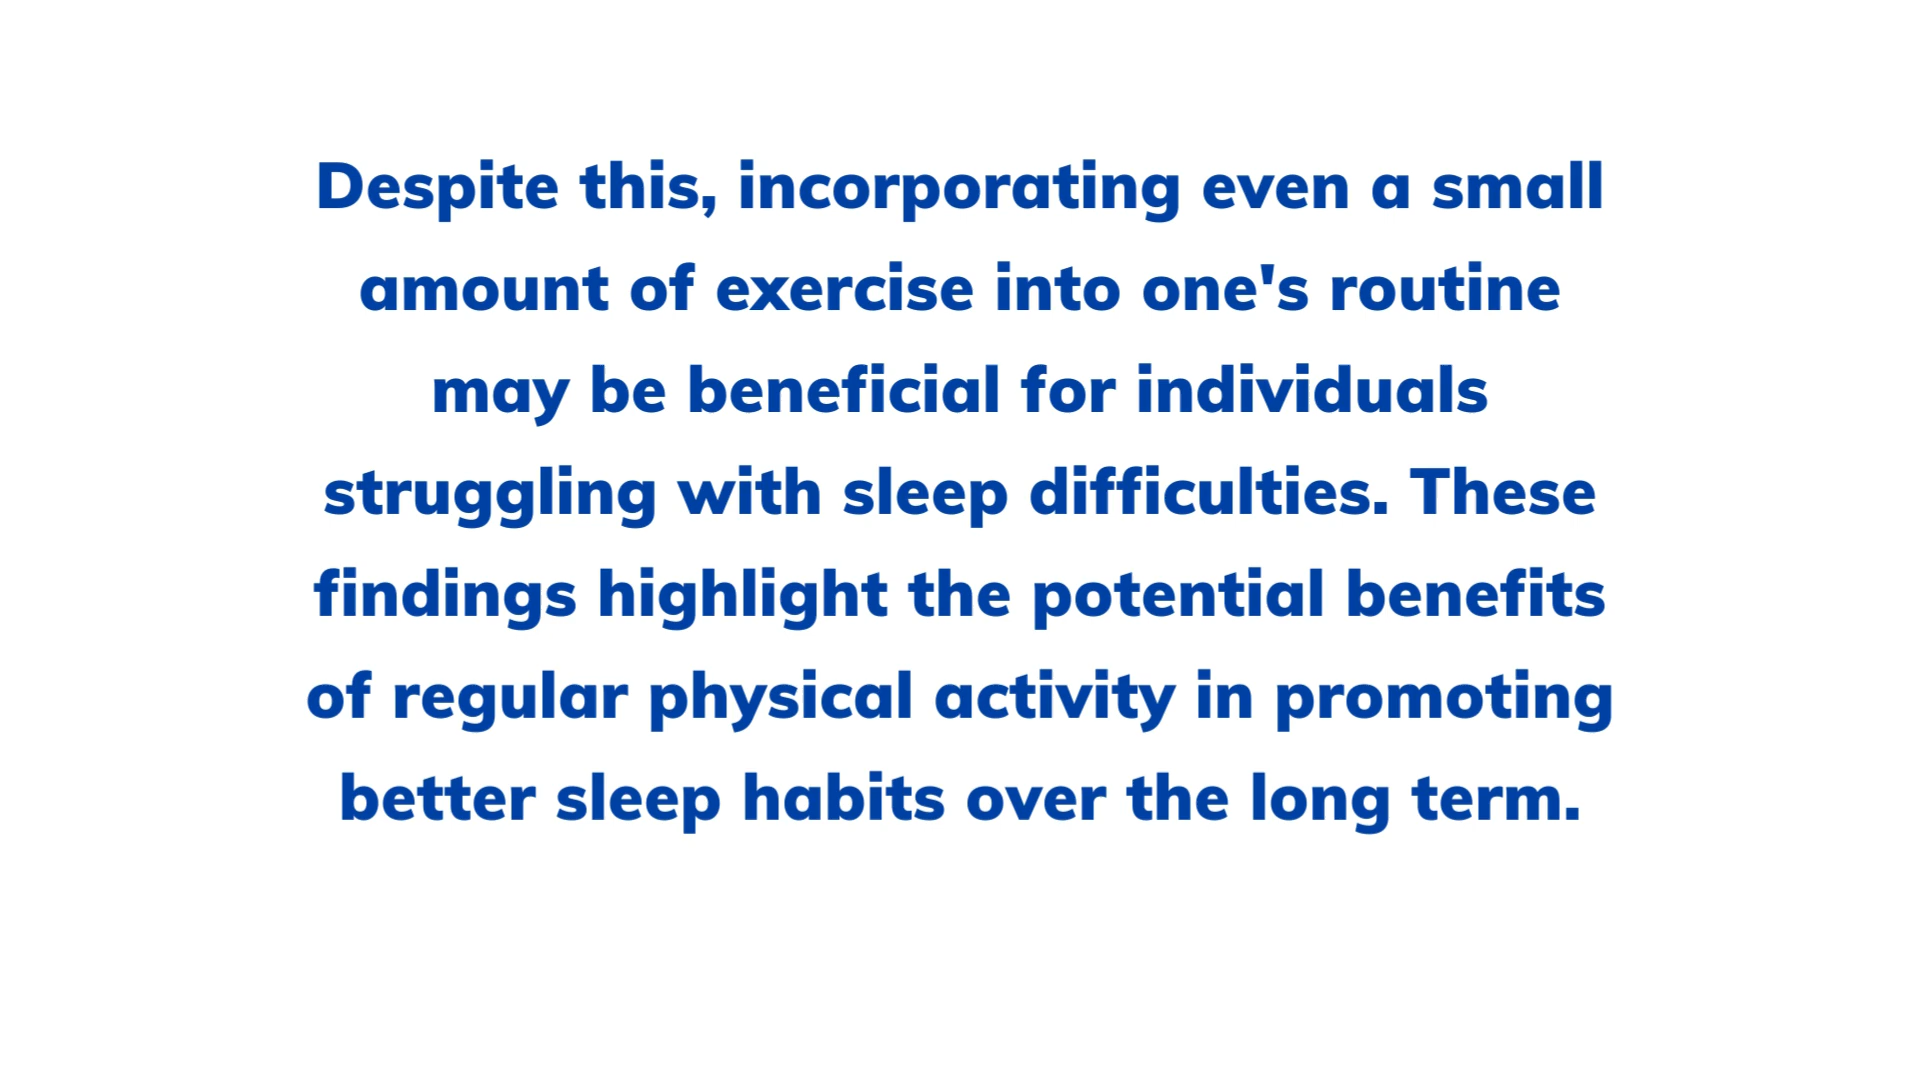 Despite this, incorporating even a small
amount of exercise into one's routine
may be beneficial for individuals
struggling with sleep difficulties. These
findings highlight the potential benefits
of regular physical activity in promoting
better sleep habits over the long term.